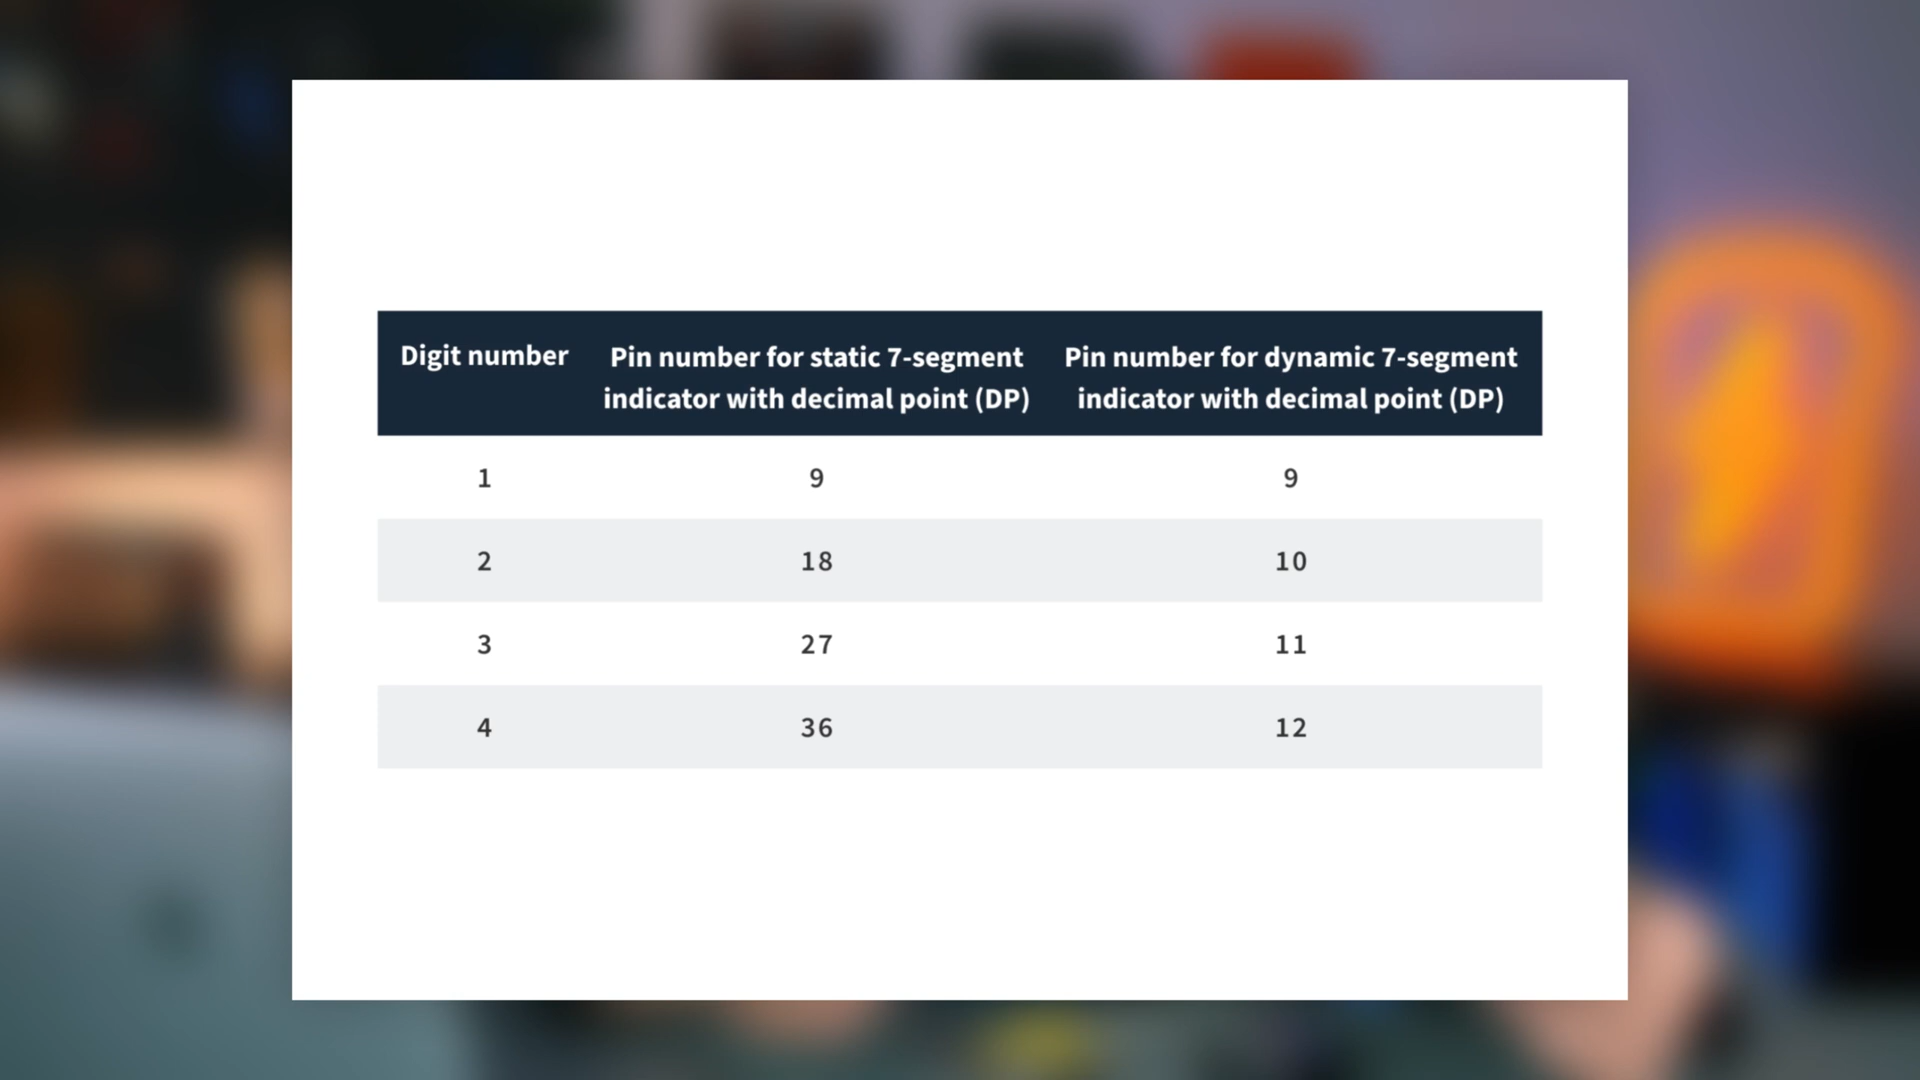 Digit number
Pin number for static 7-segment
indicator with decimal point (DP)
Pin number for dynamic 7-segment
indicator with decimal point (DP)
1 9 9
2 18 10
3 27 11
4 36 12